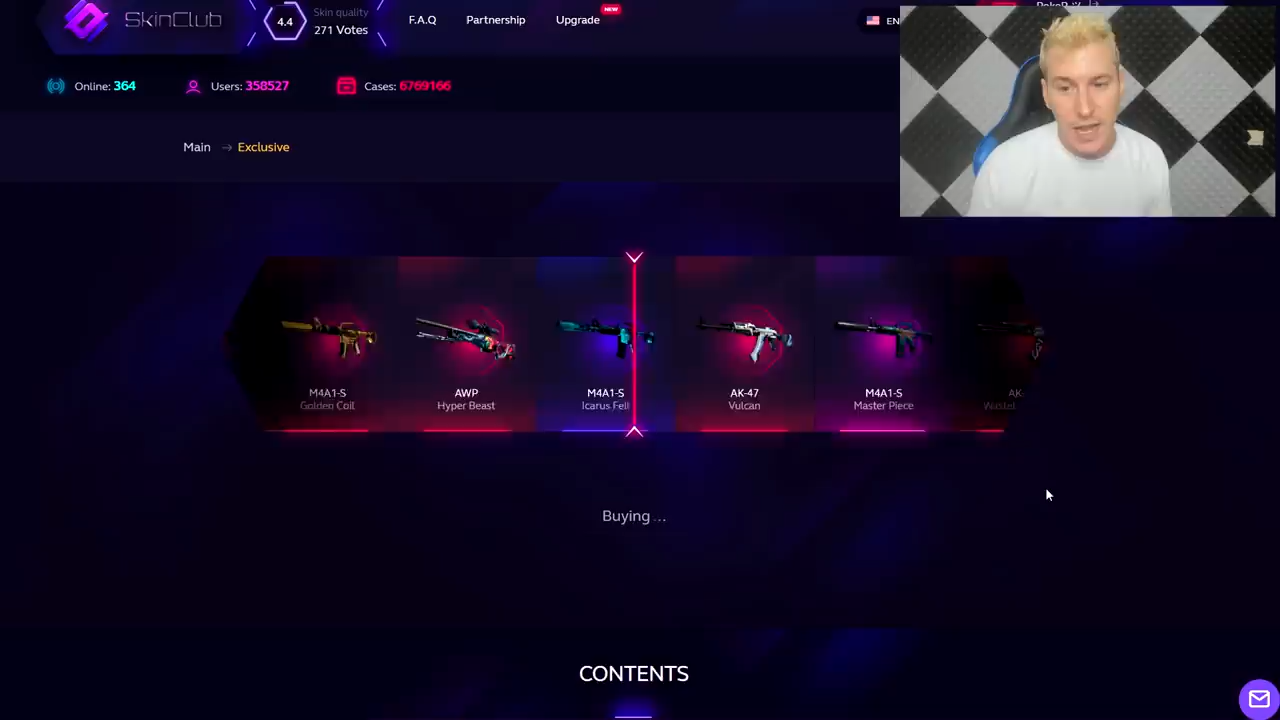 SkinClub
4.4
Skin quality
271 Votes
F.A.Q
Partnership
Upgrade
NEW
EN
Online: 364
Users: 358527
Cases: 6769166
Main → Exclusive
M4A1-S
Golden Coil
AWP
Hyper Beast
M4A1-S
Icarus Fell
AK-47
Vulcan
M4A1-S
Master Piece
AK-
Buying ...
CONTENTS